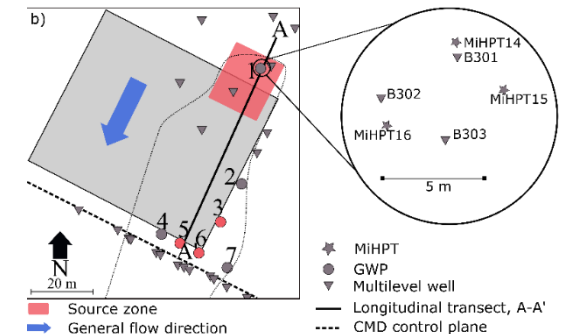 b)
A
1
2
3
4
5
6
7
A'
N
20 m
MiHPT14
B301
B302
MiHPT15
MiHPT16
B303
5 m
MiHPT
GWP
Multilevel well
Source zone
Longitudinal transect, A-A'
General flow direction
CMD control plane